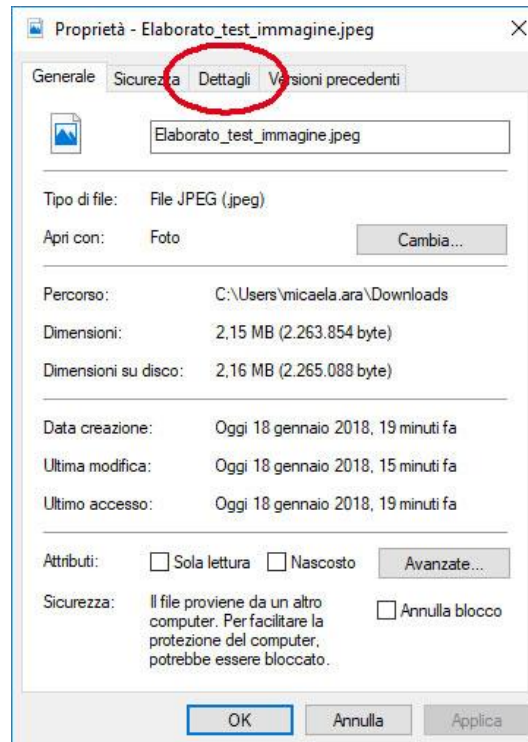 Proprietà - Elaborato_test_immagine.jpeg
Generale Sicurezza Dettagli Versioni precedenti
Elaborato_test_immagine.jpeg
Tipo di file: File JPEG (.jpeg)
Apri con: Foto Cambia...
Percorso: C:\Users\micaela.ara\Downloads
Dimensioni: 2,15 MB (2.263.854 byte)
Dimensioni su disco: 2,16 MB (2.265.088 byte)
Data creazione: Oggi 18 gennaio 2018, 19 minuti fa
Ultima modifica: Oggi 18 gennaio 2018, 15 minuti fa
Ultimo accesso: Oggi 18 gennaio 2018, 19 minuti fa
Attributi: Sola lettura Nascosto Avanzate...
Sicurezza: Il file proviene da un altro Annulla blocco
computer. Per facilitare la
protezione del computer,
potrebbe essere bloccato.
OK Annulla Applica